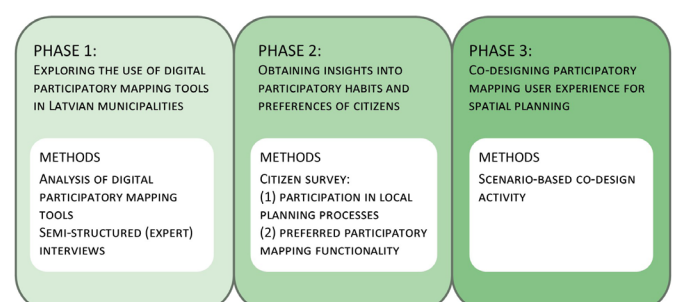 PHASE 1:
EXPLORING THE USE OF DIGITAL
PARTICIPATORY MAPPING TOOLS
IN LATVIAN MUNICIPALITIES
METHODS
ANALYSIS OF DIGITAL
PARTICIPATORY MAPPING
TOOLS
SEMI-STRUCTURED (EXPERT)
INTERVIEWS
PHASE 2:
OBTAINING INSIGHTS INTO
PARTICIPATORY HABITS AND
PREFERENCES OF CITIZENS
METHODS
CITIZEN SURVEY:
(1) PARTICIPATION IN LOCAL
PLANNING PROCESSES
(2) PREFERRED PARTICIPATORY
MAPPING FUNCTIONALITY
PHASE 3:
CO-DESIGNING PARTICIPATORY
MAPPING USER EXPERIENCE FOR
SPATIAL PLANNING
METHODS
SCENARIO-BASED CO-DESIGN
ACTIVITY